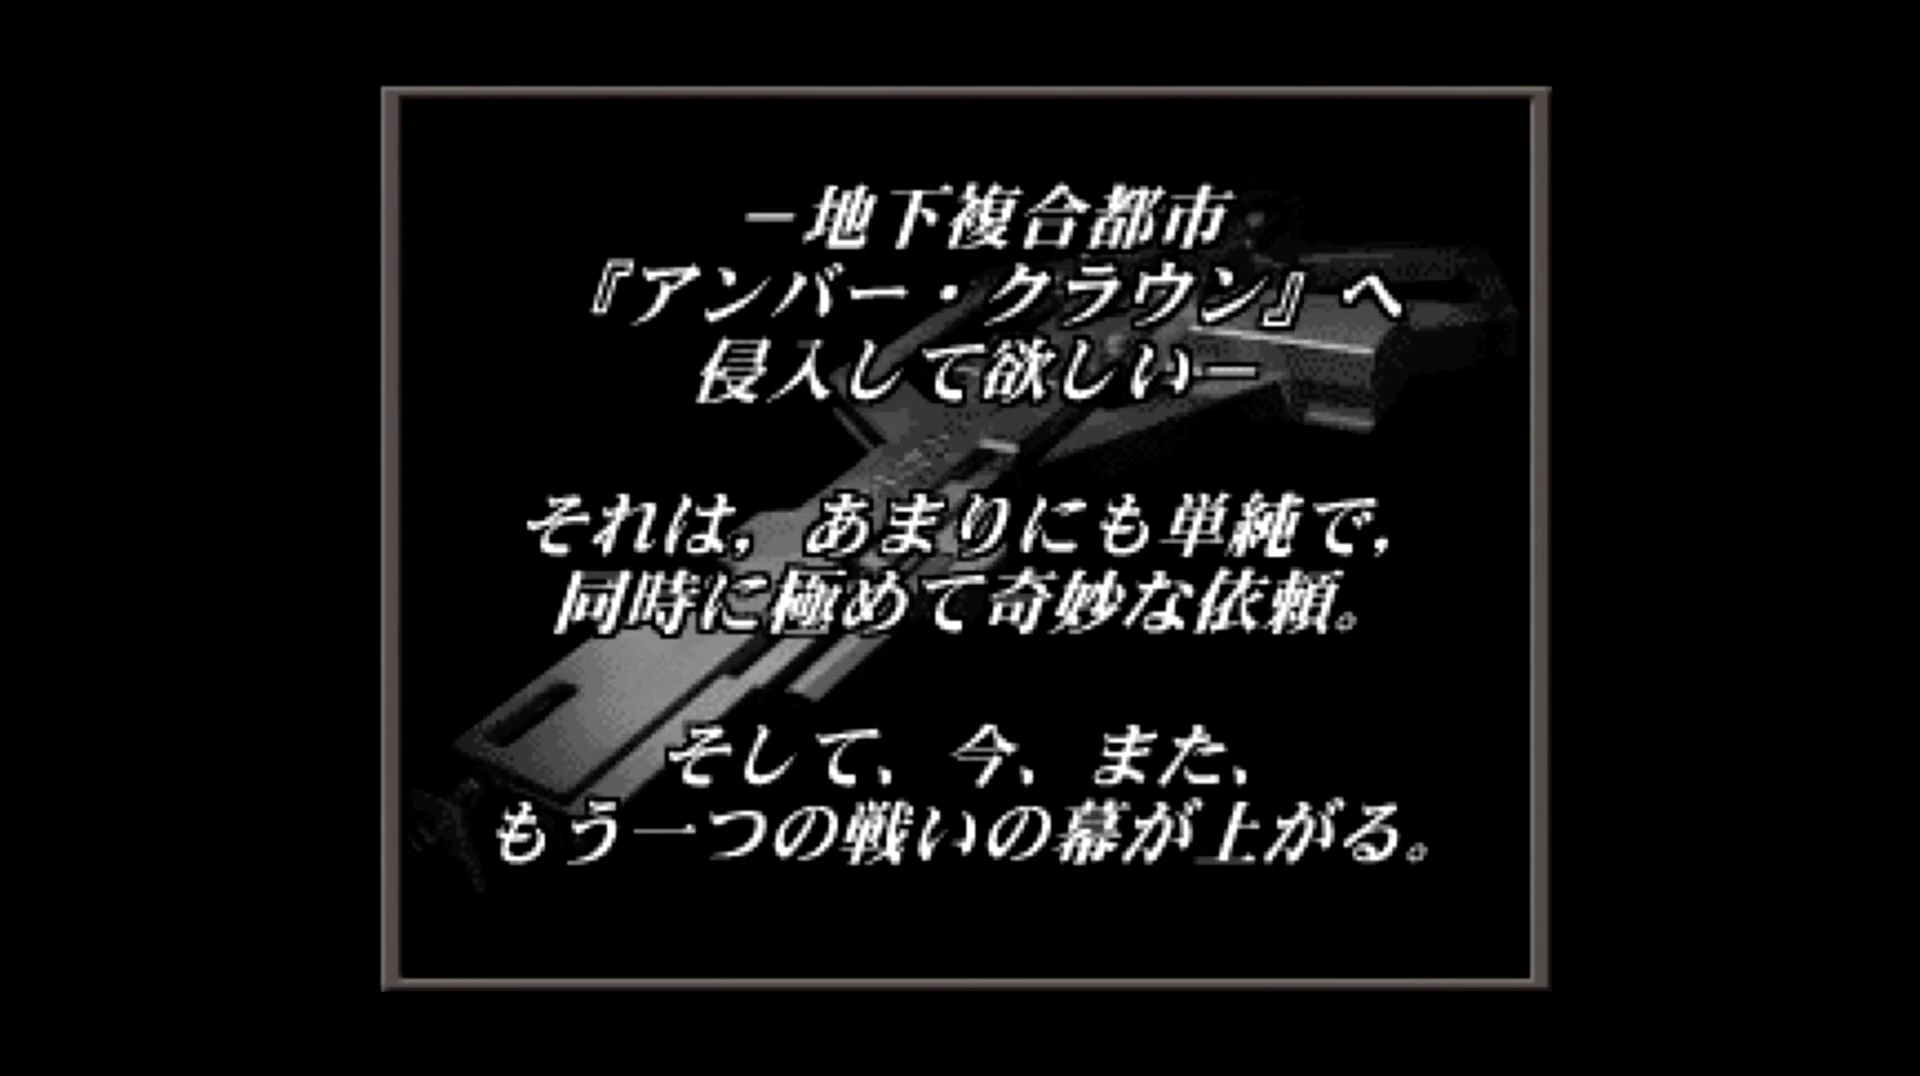 －地下複合都市
『アンバー・クラウン』へ
侵入して欲しい－
それは，あまりにも単純で，
同時に極めて奇妙な依頼。
そして、今、また、
もう一つの戦いの幕が上がる。